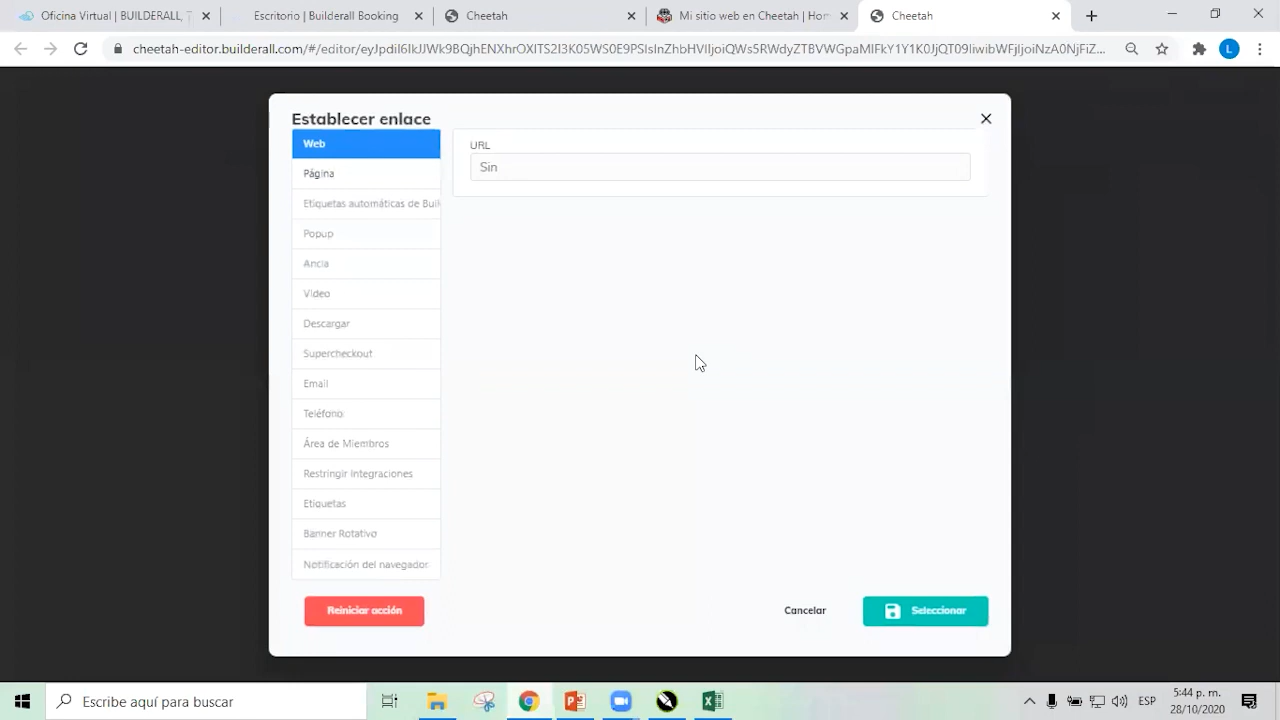 Oficina Virtual | BUILDERALL,
Escritorio | Builderall Booking
Cheetah
Mi sitio web en Cheetah | Hom
Cheetah
Establecer enlace
Web
URL
Sin
Página
Etiquetas automáticas de Buil
Popup
Ancla
Video
Descargar
Supercheckout
Email
Teléfono
Área de Miembros
Restringir Integraciones
Etiquetas
Banner Rotativo
Notificación del navegador
Reiniciar acción
Cancelar
Seleccionar
Escribe aquí para buscar
ESP
5:44 p. m.
28/10/2020
L